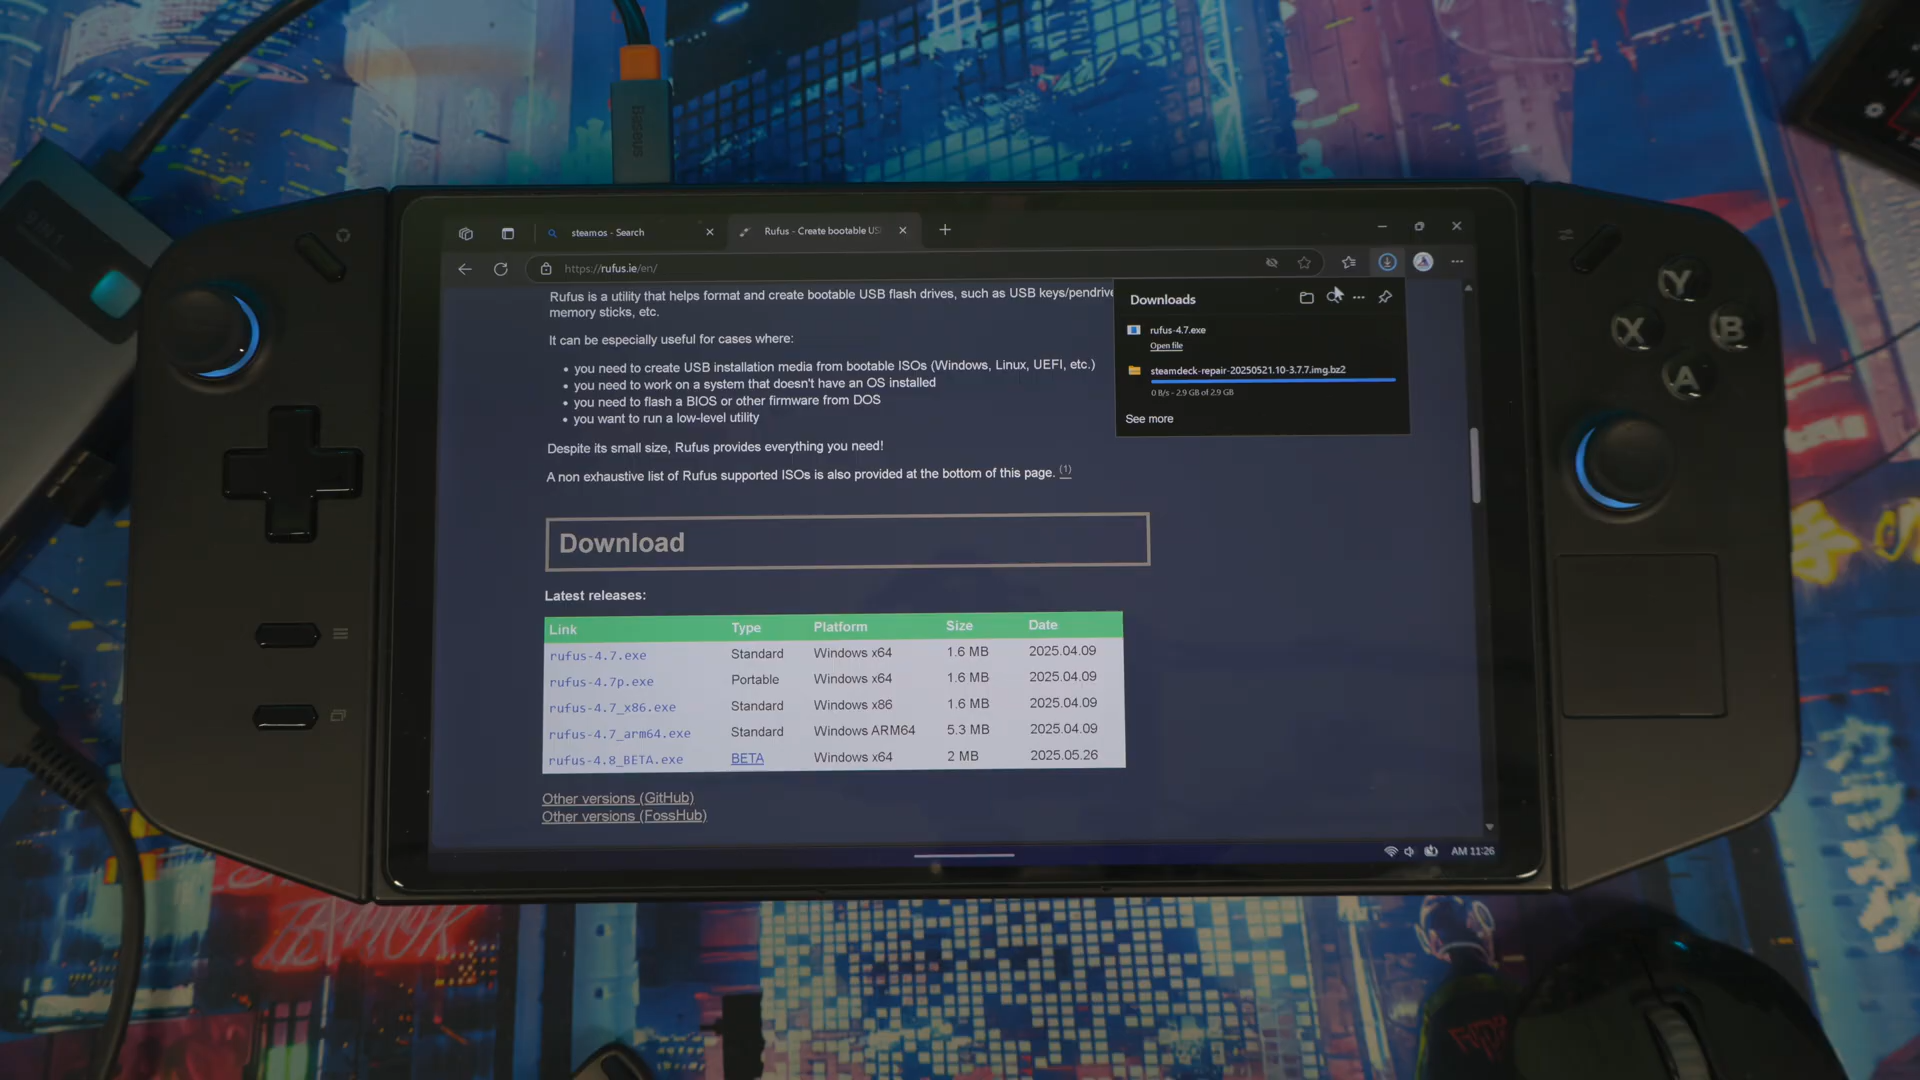 Baseus
steamos - Search
Rufus - Create bootable US
https://rufus.ie/en/
Rufus is a utility that helps format and create bootable USB flash drives, such as USB keys/pendrive
memory sticks, etc.
It can be especially useful for cases where:
• you need to create USB installation media from bootable ISOs (Windows, Linux, UEFI, etc.)
• you need to work on a system that doesn't have an OS installed
• you need to flash a BIOS or other firmware from DOS
• you want to run a low-level utility
Despite its small size, Rufus provides everything you need!
A non exhaustive list of Rufus supported ISOs is also provided at the bottom of this page. (1)
Downloads
rufus-4.7.exe
Open file
steamdeck-repair-20250521.10-3.7.7.img.bz2
0 B/s - 2.9 GB of 2.9 GB
See more
Download
Latest releases:
Link Type Platform Size Date
rufus-4.7.exe Standard Windows x64 1.6 MB 2025.04.09
rufus-4.7p.exe Portable Windows x64 1.6 MB 2025.04.09
rufus-4.7_x86.exe Standard Windows x86 1.6 MB 2025.04.09
rufus-4.7_arm64.exe Standard Windows ARM64 5.3 MB 2025.04.09
rufus-4.8_BETA.exe BETA Windows x64 2 MB 2025.05.26
Other versions (GitHub)
Other versions (FossHub)
AM 11:26
Y
X
B
A